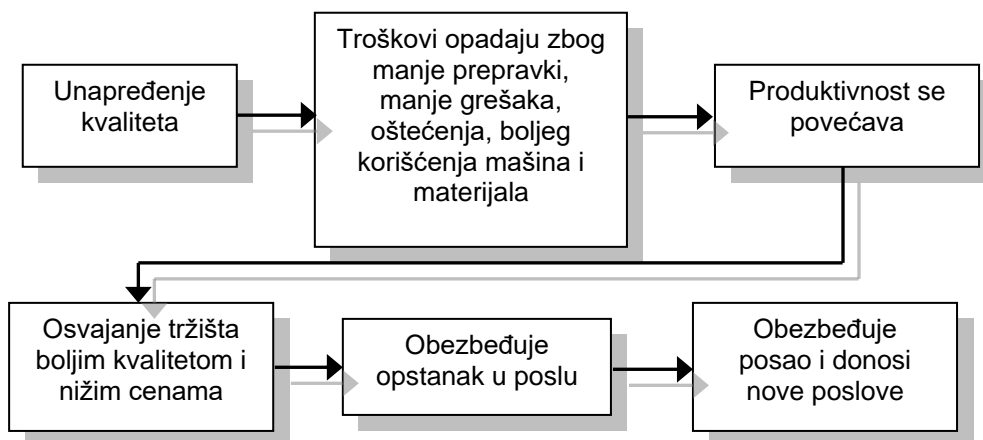 Unapređenje
kvaliteta
Troškovi opadaju zbog
manje prepravki,
manje grešaka,
oštećenja, boljeg
korišćenja mašina i
materijala
Produktivnost se
povećava
Osvajanje tržišta
boljim kvalitetom i
nižim cenama
Obezbeđuje
opstanak u poslu
Obezbeđuje
posao i donosi
nove poslove